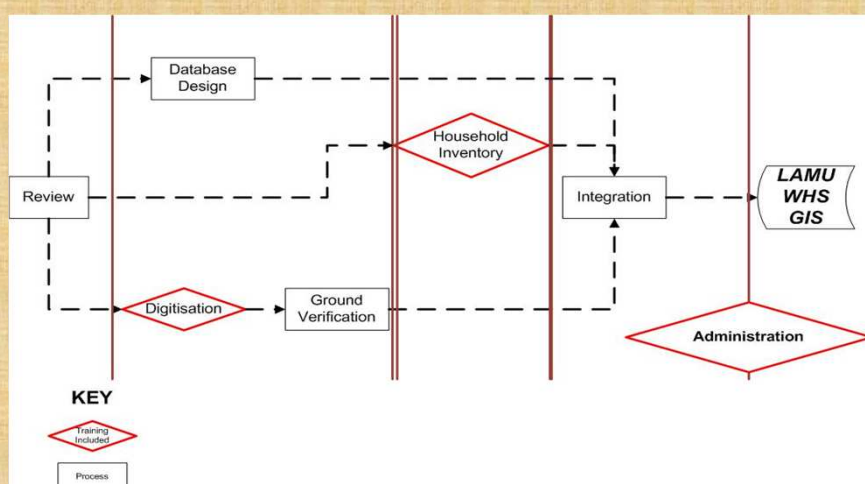 Database
Design
Household
Inventory
Review
Integration
LAMU
WHS
GIS
Digitisation
Ground
Verification
Administration
KEY
Training
Included
Process